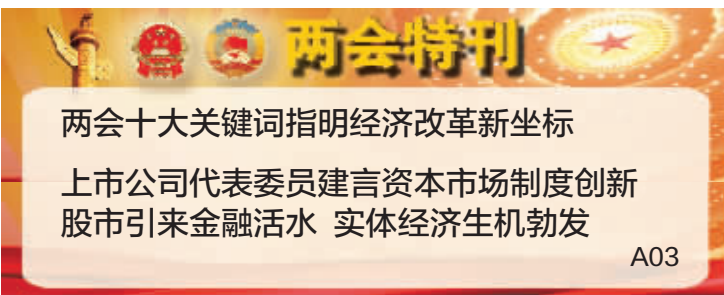 两会特刊
两会十大关键词指明经济改革新坐标
上市公司代表委员建言资本市场制度创新
股市引来金融活水 实体经济生机勃发
A03